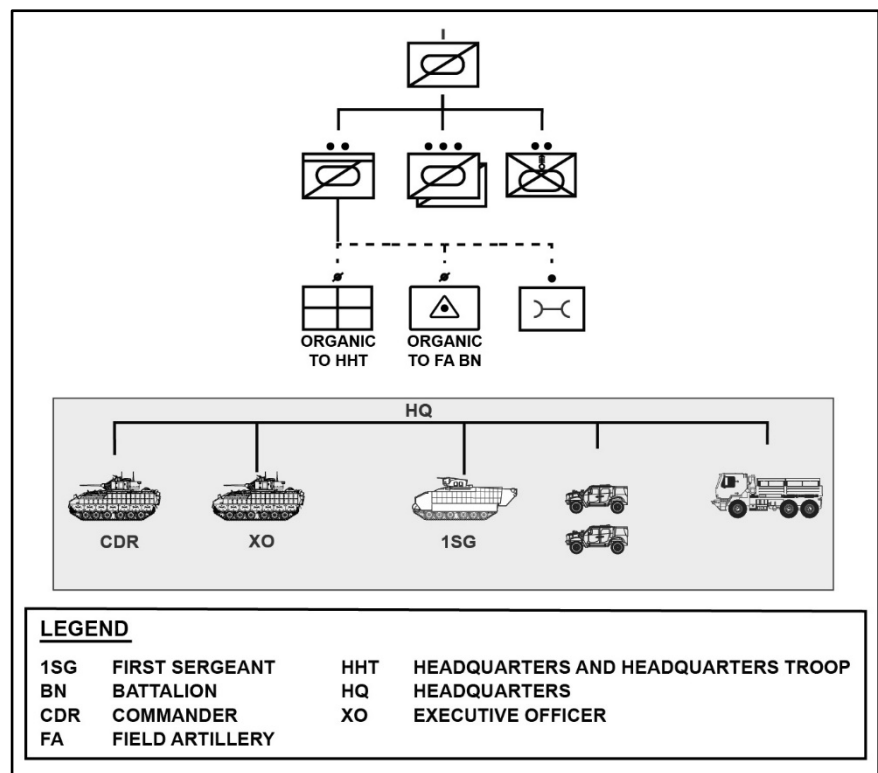 ORGANIC
TO HHT
ORGANIC
TO FA BN
HQ
CDR
XO
1SG
LEGEND
1SG FIRST SERGEANT HHT HEADQUARTERS AND HEADQUARTERS TROOP
BN BATTALION HQ HEADQUARTERS
CDR COMMANDER XO EXECUTIVE OFFICER
FA FIELD ARTILLERY